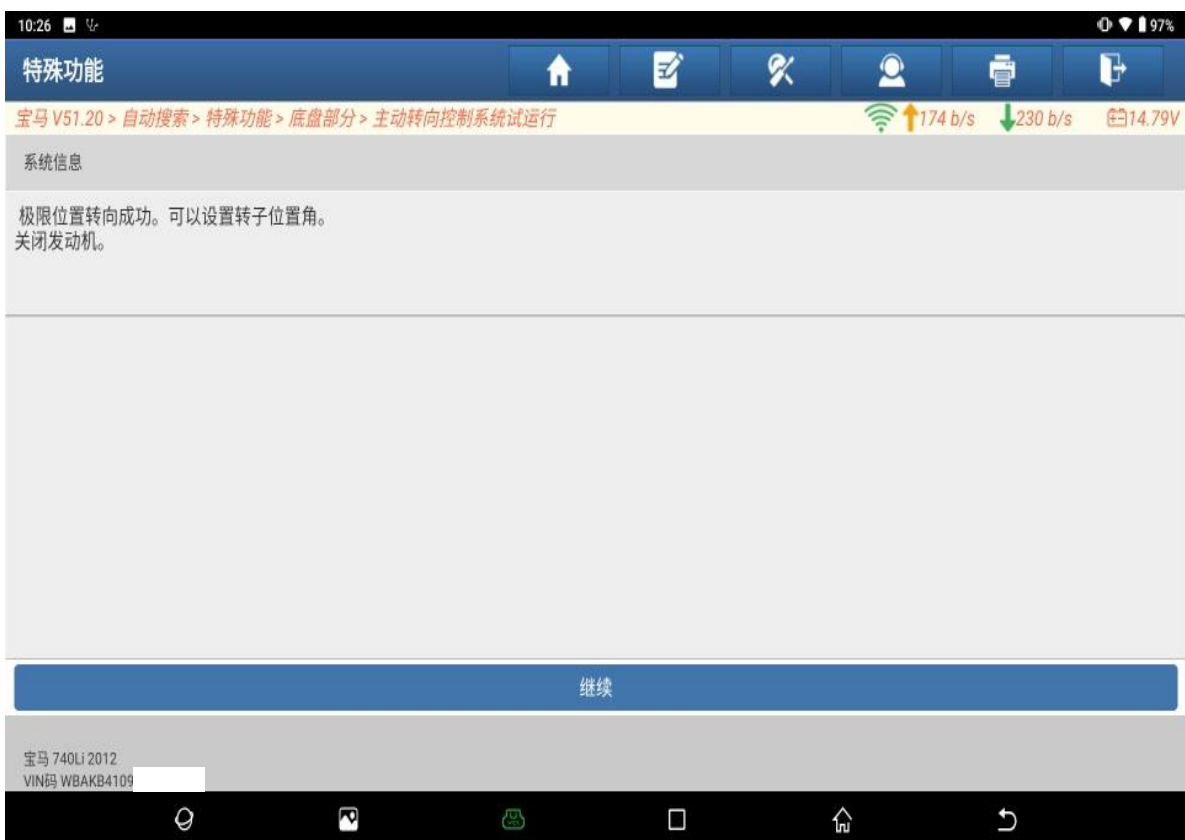 10:26
97%
特殊功能
宝马 V51.20 > 自动搜索 > 特殊功能 > 底盘部分 > 主动转向控制系统试运行
174 b/s
230 b/s
14.79V
系统信息
极限位置转向成功。可以设置转子位置角。
关闭发动机。
继续
宝马 740Li 2012
VIN码 WBAKB4109
VCI